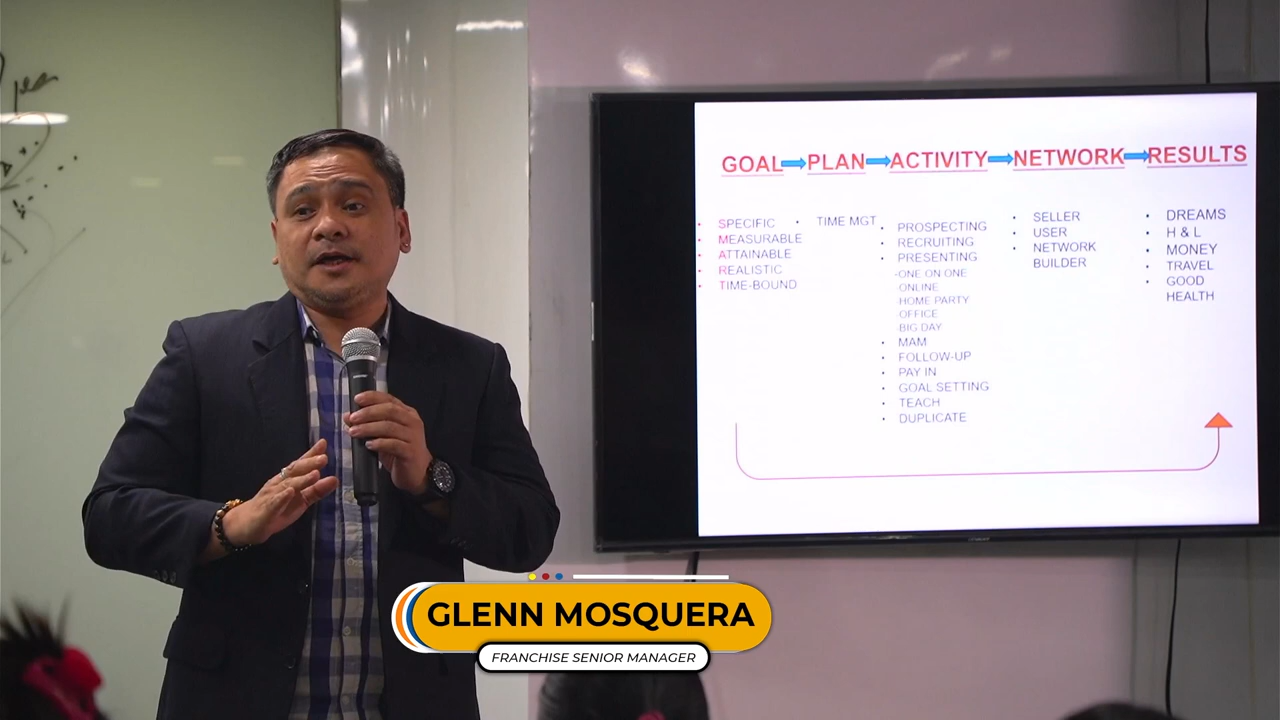 GOAL PLAN ACTIVITY NETWORK RESULTS
SPECIFIC
MEASURABLE
ATTAINABLE
REALISTIC
TIME-BOUND
TIME MGT
PROSPECTING
RECRUITING
PRESENTING
-ONE ON ONE
ONLINE
-HOME PARTY
-OFFICE
-BIG DAY
MAM
FOLLOW-UP
PAY IN
GOAL SETTING
TEACH
DUPLICATE
SELLER
USER
NETWORK
BUILDER
DREAMS
H & L
MONEY
TRAVEL
GOOD
HEALTH
GLENN MOSQUERA
FRANCHISE SENIOR MANAGER